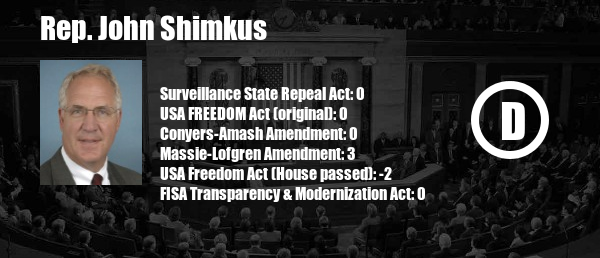 Rep. John Shimkus
Surveillance State Repeal Act: 0
USA FREEDOM Act (original): 0
Conyers-Amash Amendment: 0
Massie-Lofgren Amendment: 3
USA Freedom Act (House passed): -2
FISA Transparency & Modernization Act: 0
D